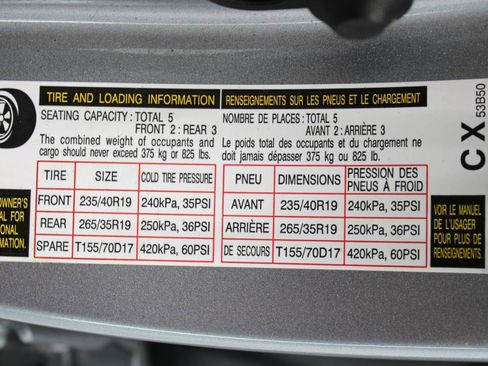 TIRE AND LOADING INFORMATION
SEATING CAPACITY: TOTAL 5
FRONT 2 : REAR 3
The combined weight of occupants and
cargo should never exceed 375 kg or 825 lbs.
TIRE SIZE COLD TIRE PRESSURE
FRONT 235/40R19 240kPa, 35PSI
REAR 265/35R19 250kPa, 36PSI
SPARE T155/70D17 420kPa, 60PSI
RENSEIGNEMENTS SUR LES PNEUS ET LE CHARGEMENT
NOMBRE DE PLACES: TOTAL 5
AVANT 2 : ARRIÈRE 3
Le poids total des occupants et du chargement ne
doit jamais dépasser 375 kg ou 825 lb.
PNEU DIMENSIONS PRESSION DES
PNEUS À FROID
AVANT 235/40R19 240kPa, 35PSI
ARRIÈRE 265/35R19 250kPa, 36PSI
DE SECOURS T155/70D17 420kPa, 60PSI
OWNER'S
FOR
INFORMATION
VOIR LE MANUEL
DE L'USAGER
POUR PLUS DE
RENSEIGNEMENTS
CX
53B50